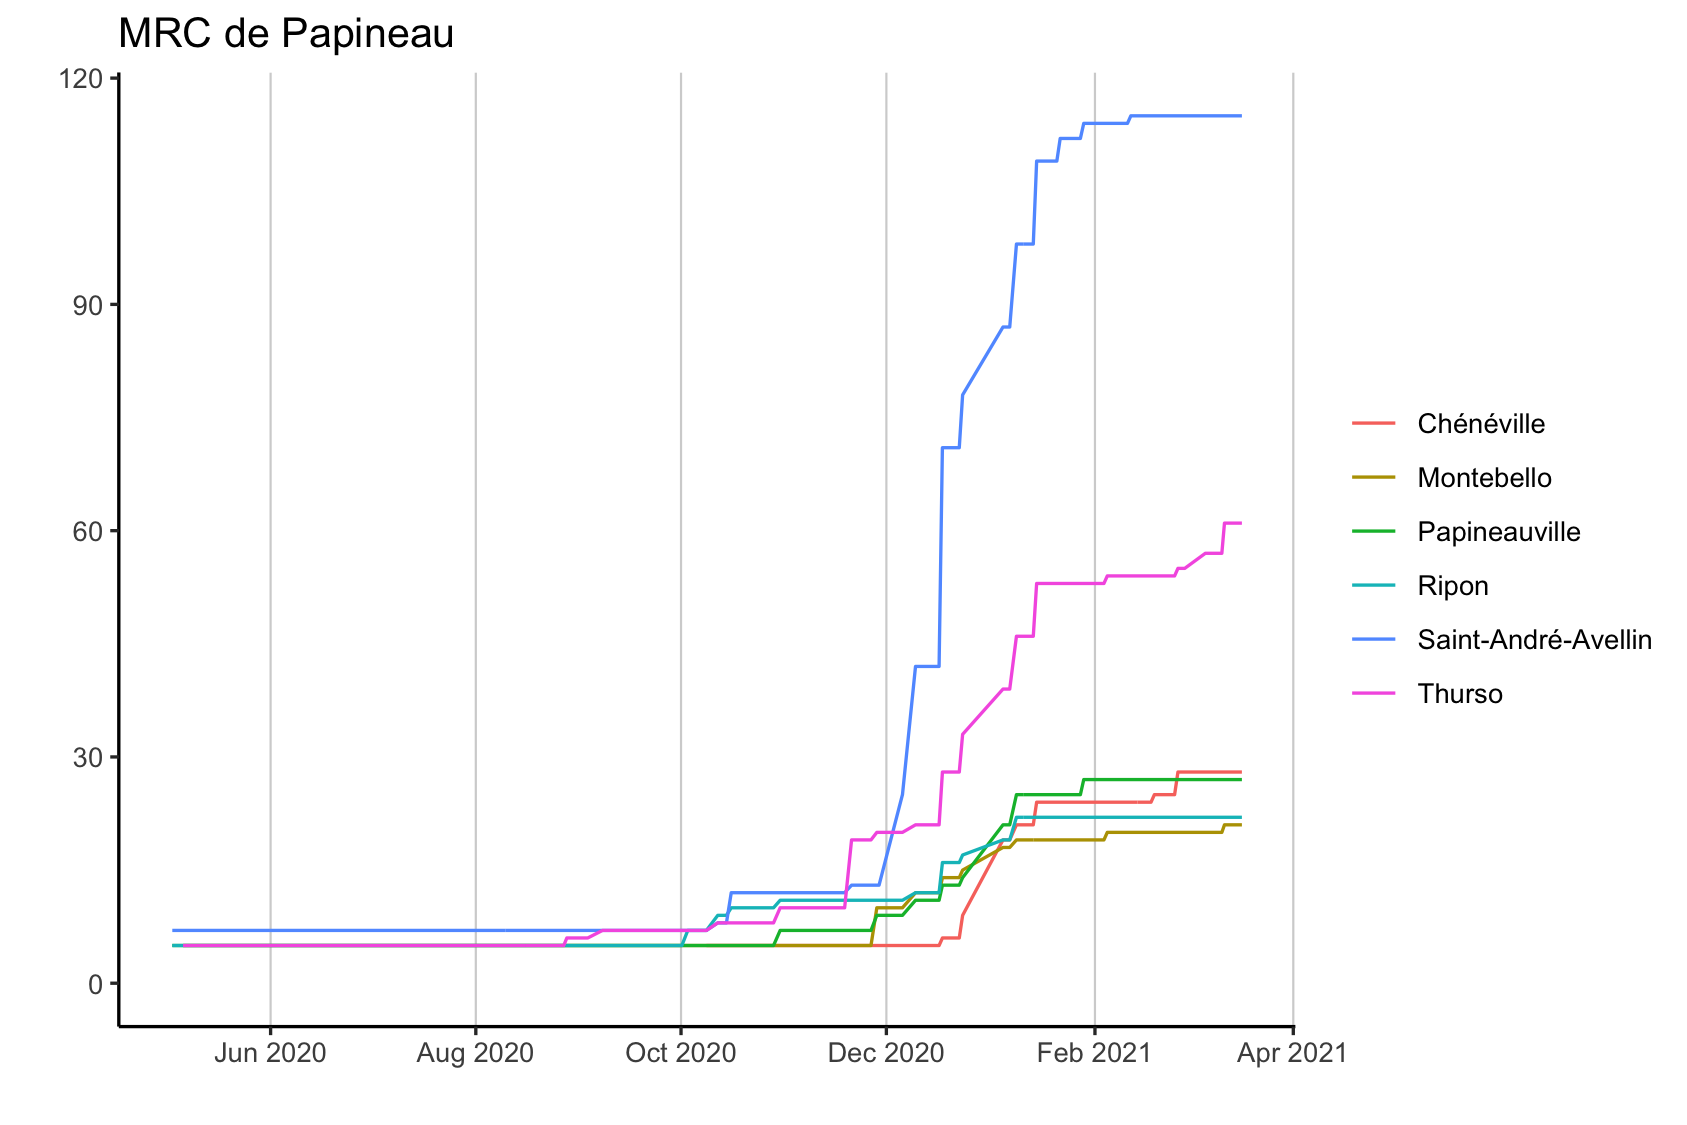 MRC de Papineau
120
90
60
30
0
Jun 2020
Aug 2020
Oct 2020
Dec 2020
Feb 2021
Apr 2021
Chénéville
Montebello
Papineauville
Ripon
Saint-André-Avellin
Thurso